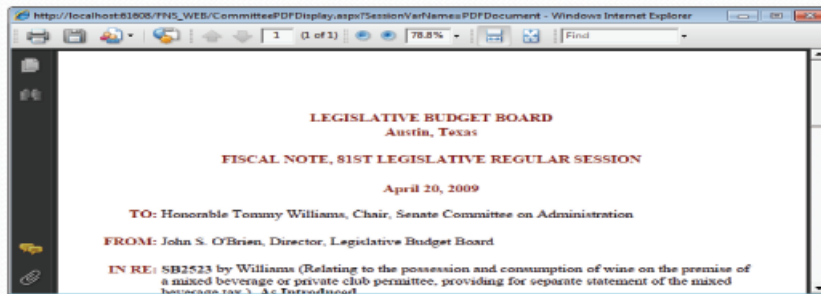 http://localhost:61608/FNS_WEB/CommitteePDFDisplay.aspx?SessionVarName=PDFDocument - Windows Internet Explorer
1 (1 of 1) 78.8% Find
LEGISLATIVE BUDGET BOARD
Austin, Texas
FISCAL NOTE, 81ST LEGISLATIVE REGULAR SESSION
April 20, 2009
TO: Honorable Tommy Williams, Chair, Senate Committee on Administration
FROM: John S. O'Brien, Director, Legislative Budget Board
IN RE: SB2523 by Williams (Relating to the possession and consumption of wine on the premise of
a mixed beverage or private club permittee, providing for separate statement of the mixed
beverage tax.), As Introduced